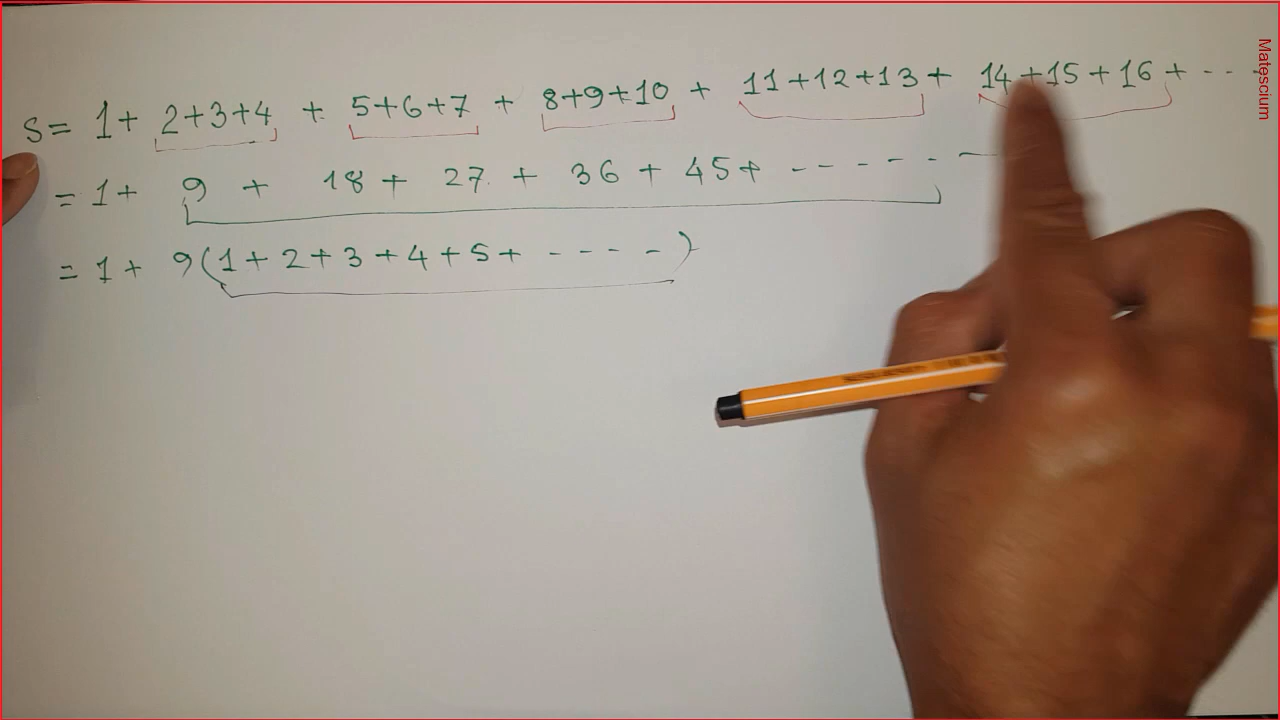 S= 1+ 2+3+4 + 5+6+7 + 8+9+10 + 11+12+13+ 14+15+16+ --
= 1+ 9 + 18+ 27 + 36 + 45+ ------ -
= 1+ 9(1+2+3+4+5+ ----)
Matescium